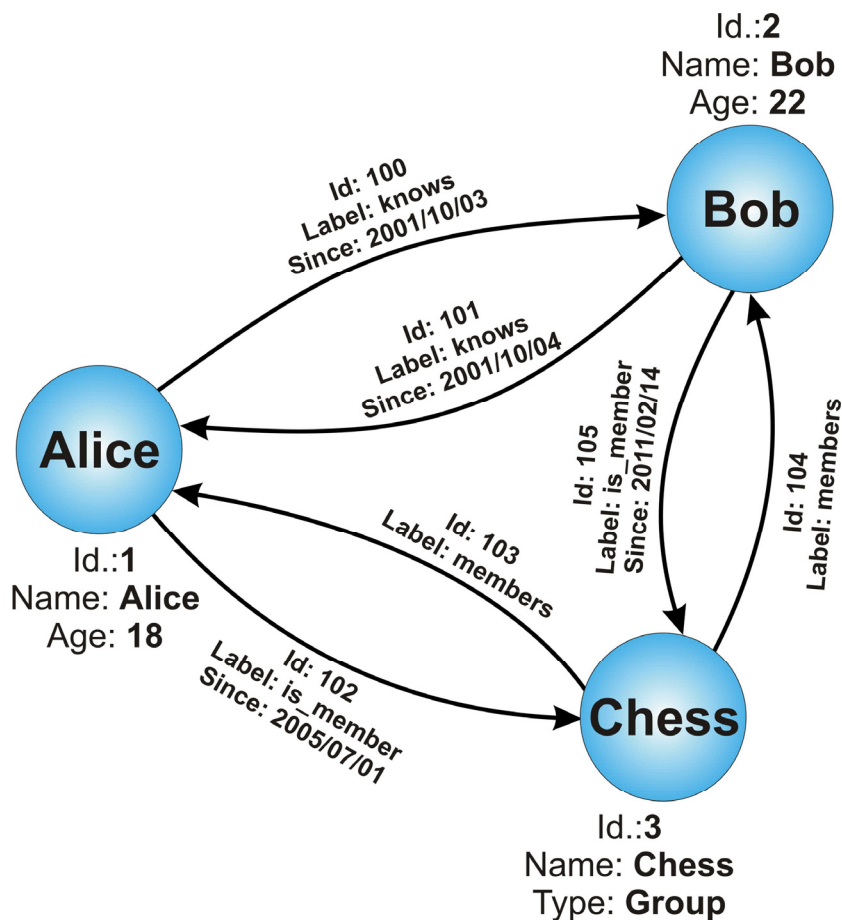 Id.:2
Name: Bob
Age: 22
Bob
Id: 100
Label: knows
Since: 2001/10/03
Id: 101
Label: knows
Since: 2001/10/04
Alice
Id.:1
Name: Alice
Age: 18
Id: 105
Label: is_member
Since: 2011/02/14
Id: 104
Label: members
Id: 103
Label: members
Id: 102
Label: is_member
Since: 2005/07/01
Chess
Id.:3
Name: Chess
Type: Group